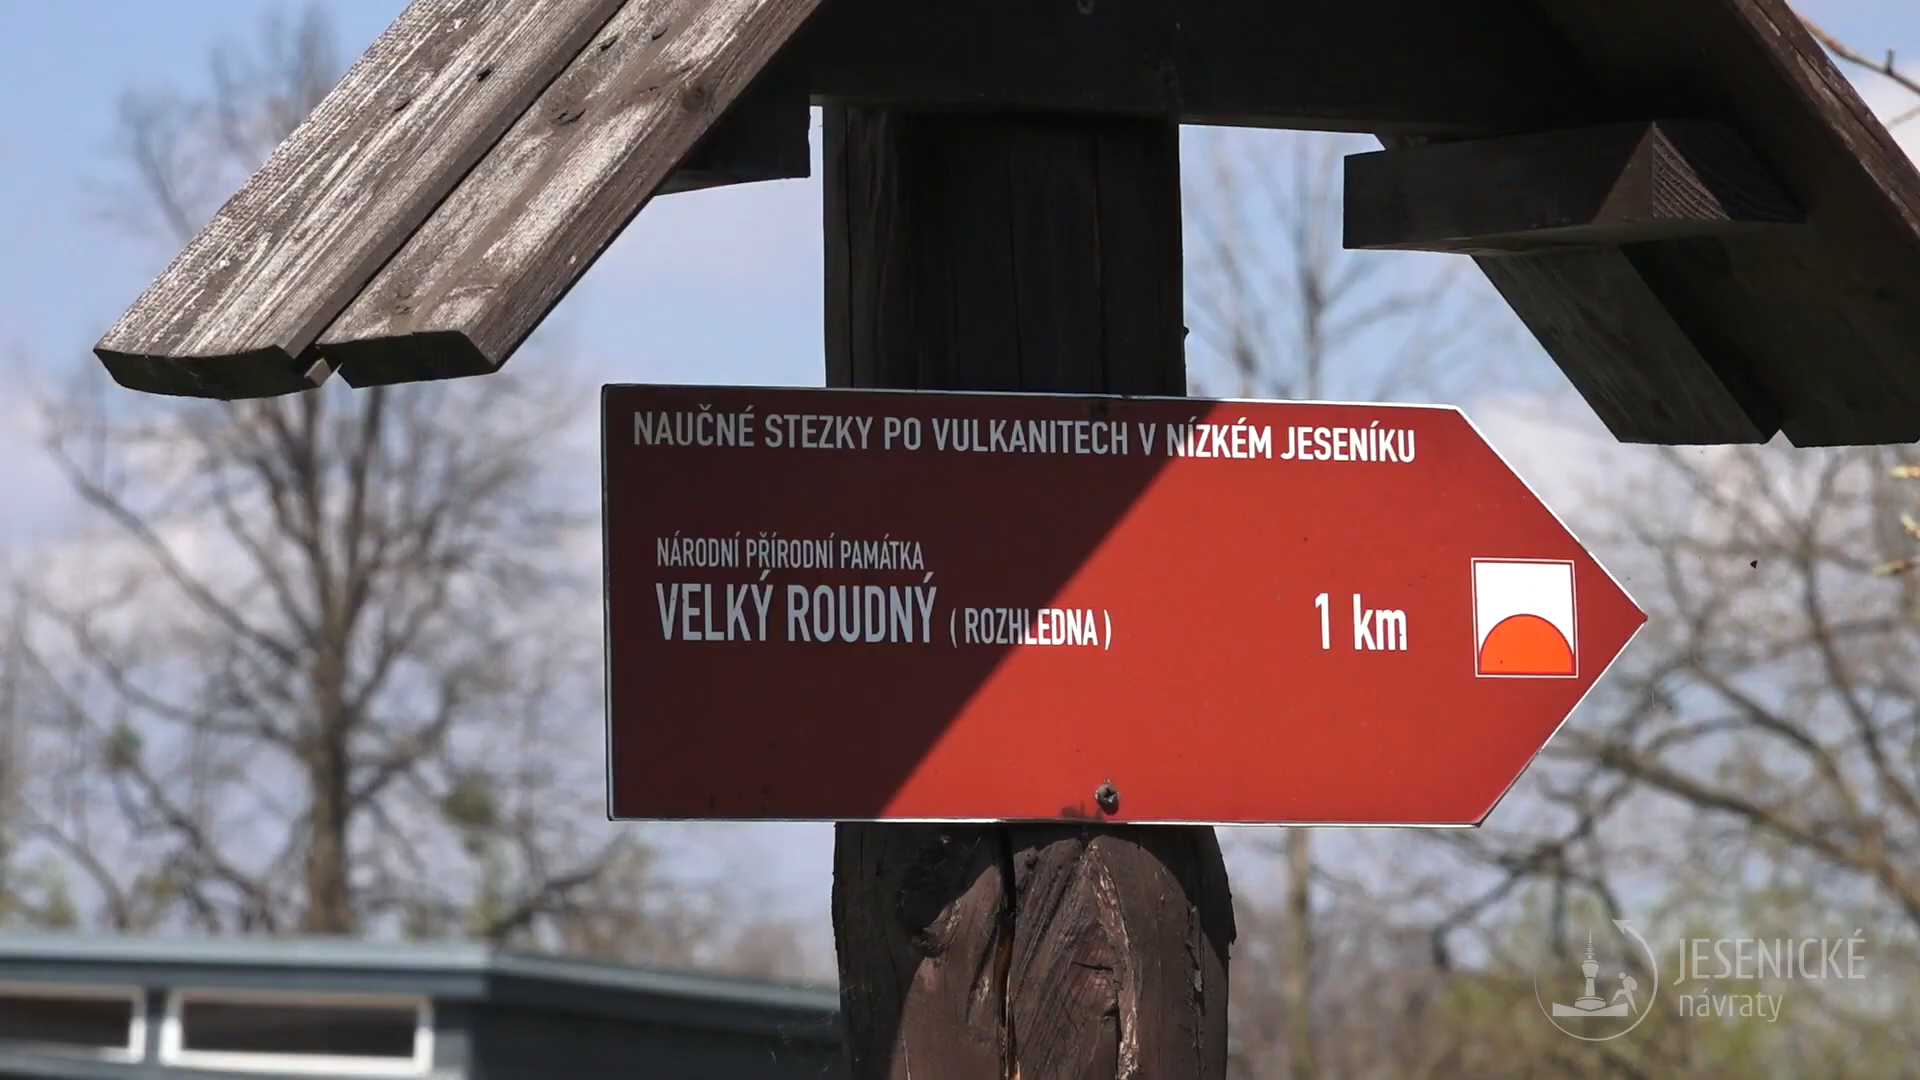 NAUČNÉ STEZKY PO VULKANITECH V NÍZKÉM JESENÍKU
NÁRODNÍ PŘÍRODNÍ PAMÁTKA
VELKÝ ROUDNÝ ( ROZHLEDNA ) 1 km
JESENICKÉ
návraty